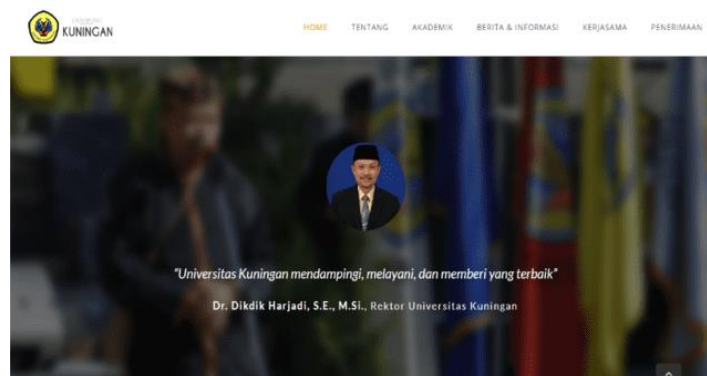 KUNINGAN
HOME TENTANG AKADEMIK BERITA & INFORMASI KERJASAMA PENERIMAAN
“Universitas Kuningan mendampingi, melayani, dan memberi yang terbaik”
Dr. Dikdik Harjadi, S.E., M.Si., Rektor Universitas Kuningan